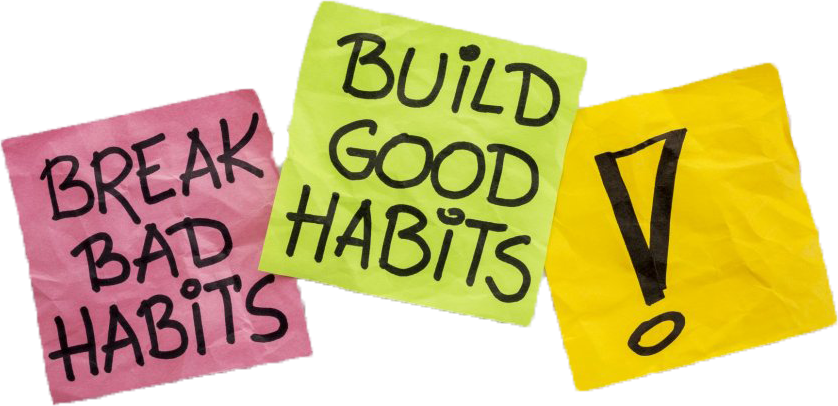 BREAK
BAD
HABiTS
BUiLD
GOOD
HABiTS
!